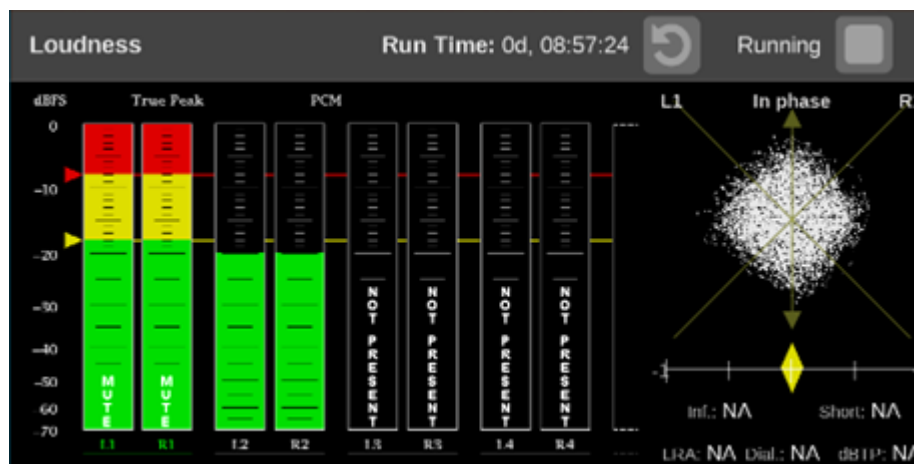 Loudness Run Time: 0d, 08:57:24 Running
dBFS True Peak PCM
0
-10
-20
-30
-40
-50
-60
-70
MUTE
MUTE
NOT PRESENT
NOT PRESENT
NOT PRESENT
NOT PRESENT
L1 R1 L2 R2 L3 R3 L4 R4
L1 In phase R
-1
Inf.: NA Short: NA
LRA: NA Dial.: NA dBTP: NA